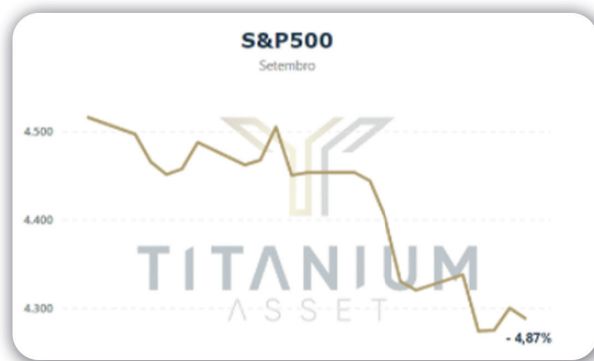 S&P500
Setembro
4.500
4.400
TITANIUM
ASSET
4.300
- 4,87%